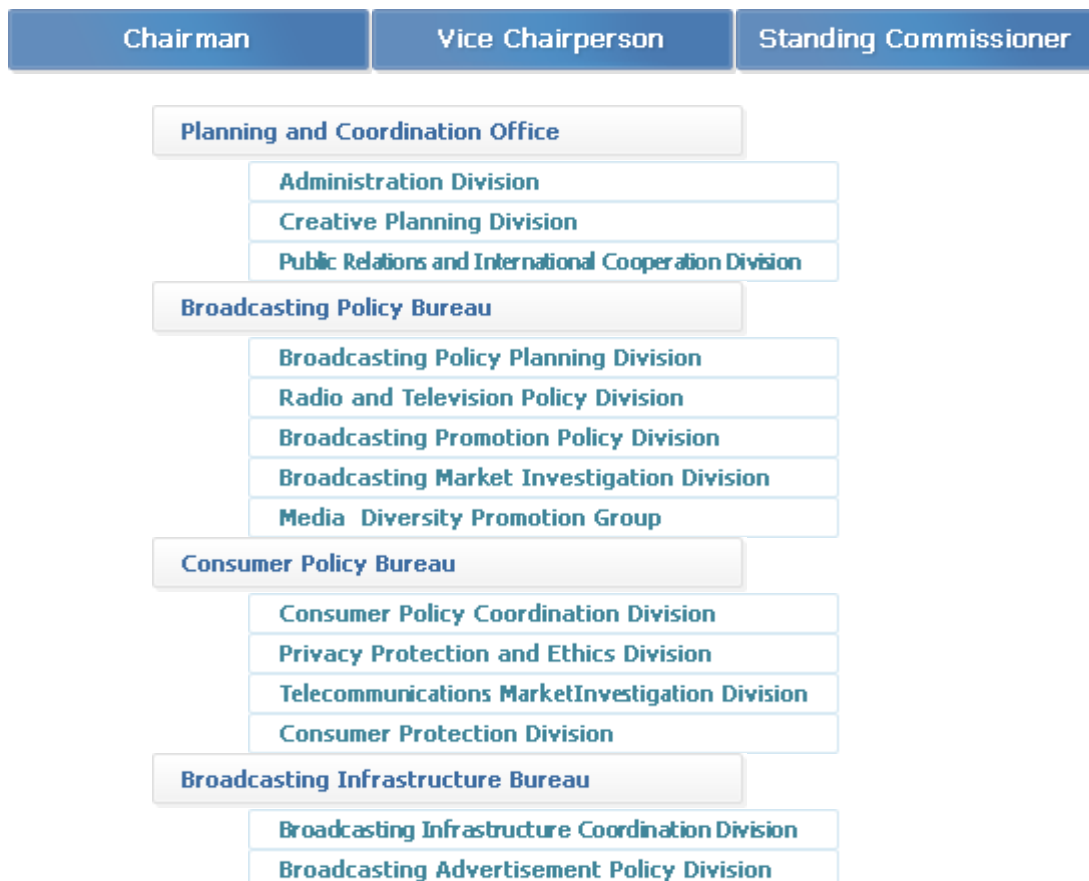 Chairman Vice Chairperson Standing Commissioner
Planning and Coordination Office
Administration Division
Creative Planning Division
Public Relations and International Cooperation Division
Broadcasting Policy Bureau
Broadcasting Policy Planning Division
Radio and Television Policy Division
Broadcasting Promotion Policy Division
Broadcasting Market Investigation Division
Media Diversity Promotion Group
Consumer Policy Bureau
Consumer Policy Coordination Division
Privacy Protection and Ethics Division
Telecommunications MarketInvestigation Division
Consumer Protection Division
Broadcasting Infrastructure Bureau
Broadcasting Infrastructure Coordination Division
Broadcasting Advertisement Policy Division